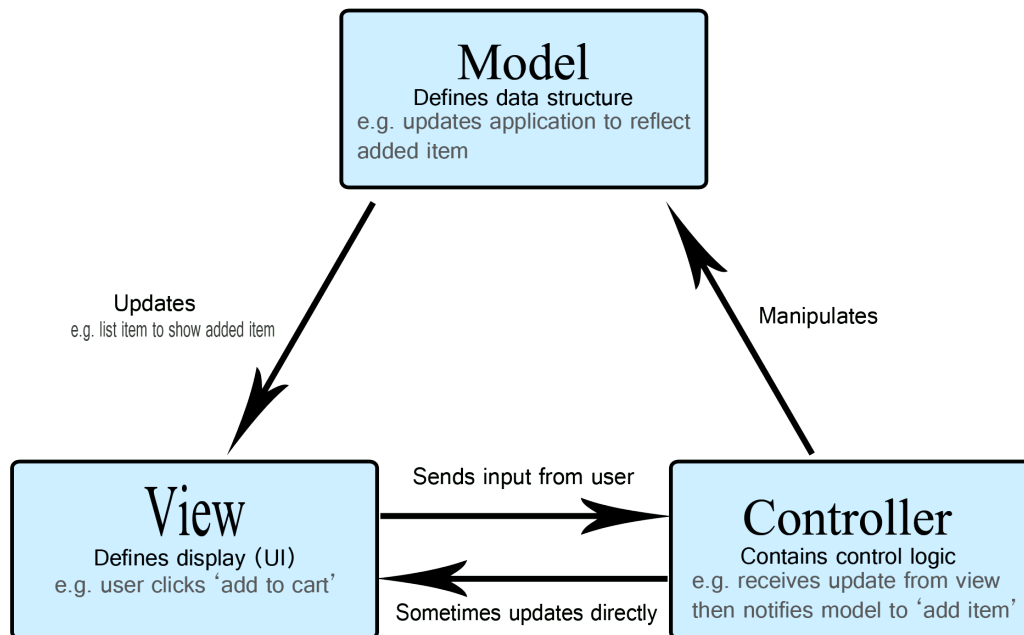 Model
Defines data structure
e.g. updates application to reflect
added item
Updates
e.g. list item to show added item
Manipulates
Sends input from user
View
Defines display (UI)
e.g. user clicks ‘add to cart’
Sometimes updates directly
Controller
Contains control logic
e.g. receives update from view
then notifies model to ‘add item’